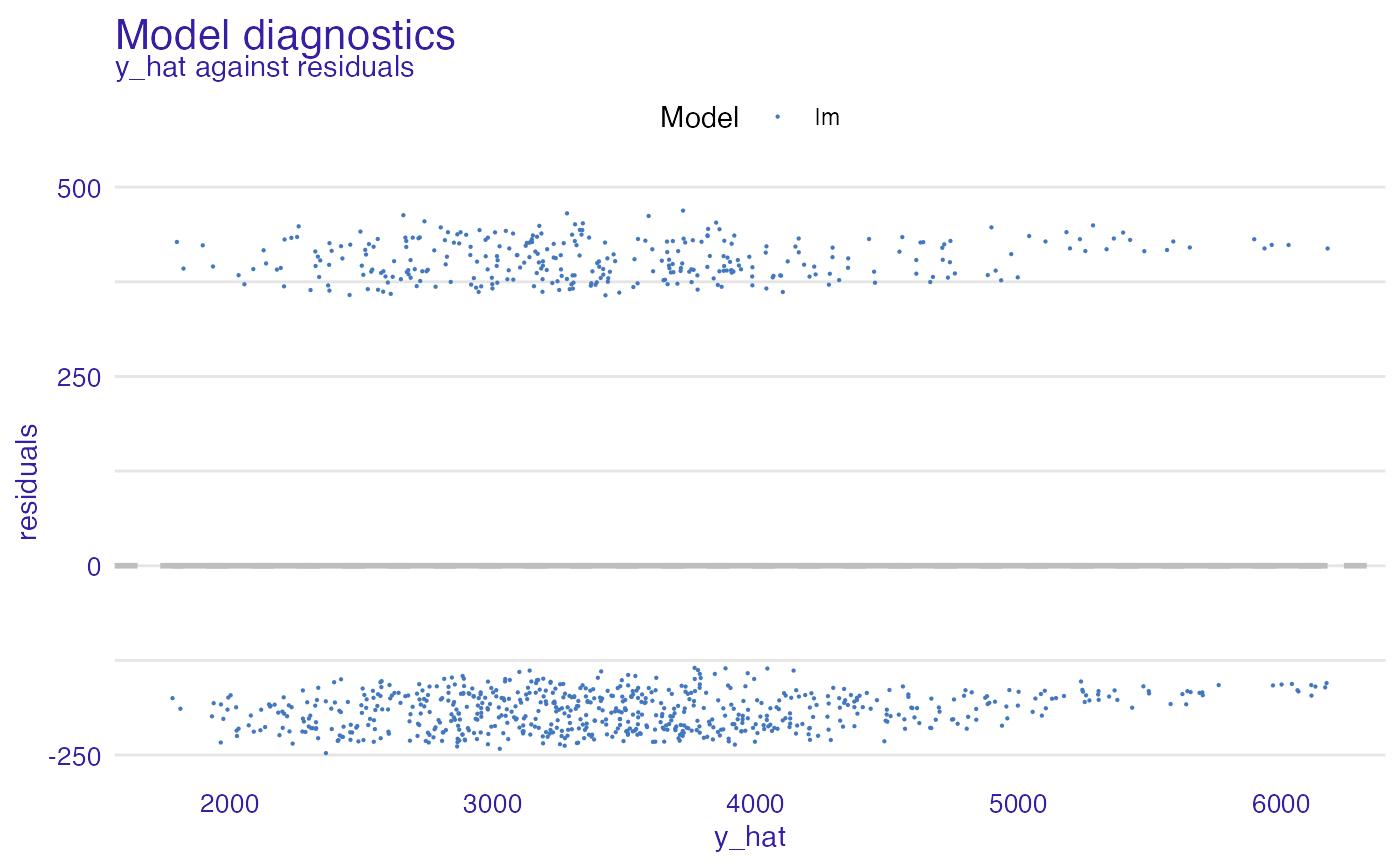 Model diagnostics
y_hat against residuals
Model lm
500
250
0
-250
residuals
2000 3000 4000 5000 6000
y_hat